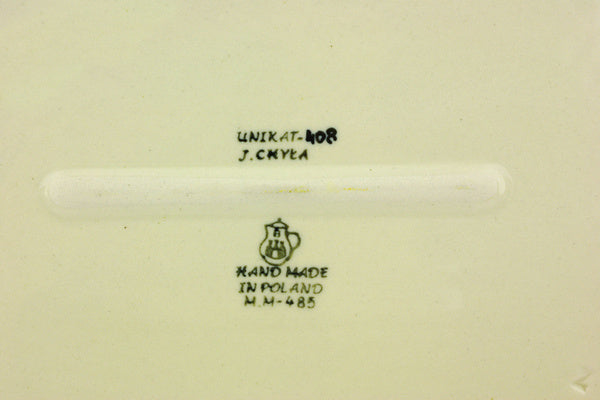 UNIKAT-408
J. CHYŁA
HAND MADE
IN POLAND
M.M-485